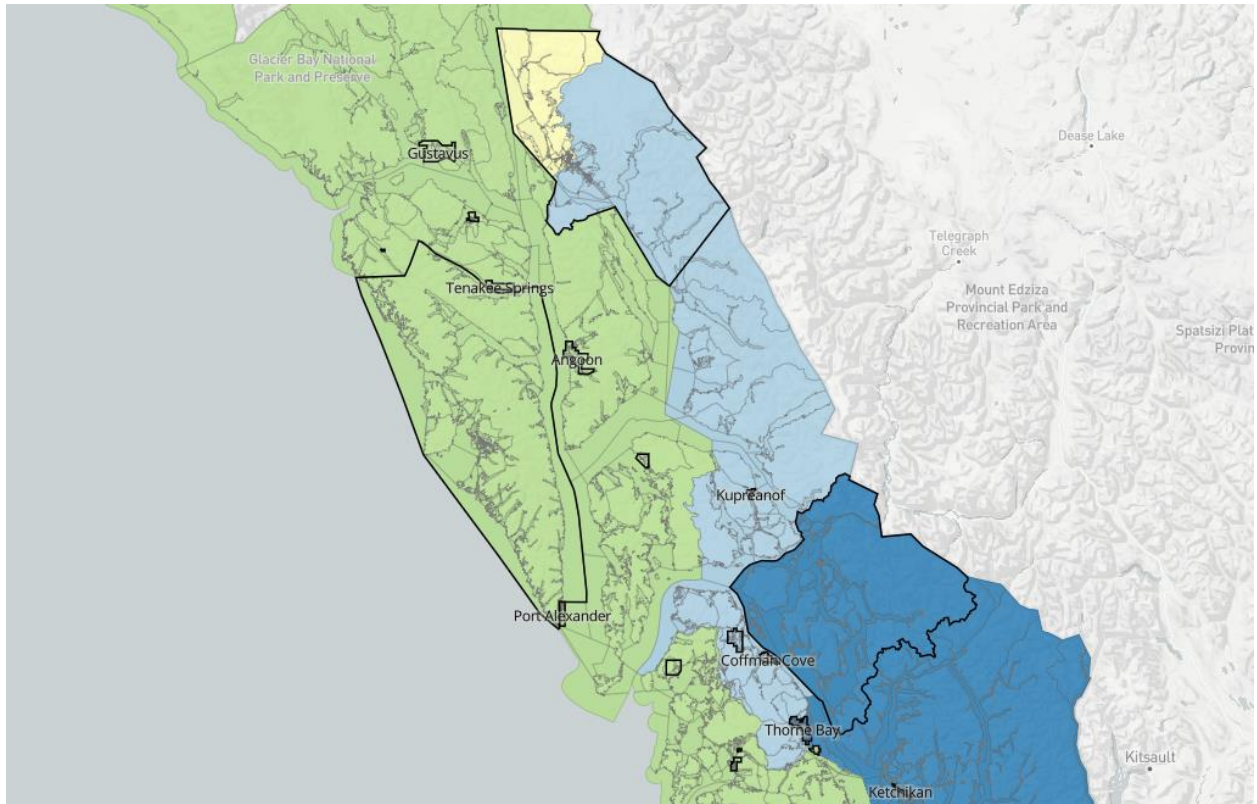 Glacier Bay National
Park and Preserve
Gustavus
Dease Lake
Telegraph
Creek
Tenakee Springs
Mount Edziza
Provincial Park and
Recreation Area
Spatsizi Plat
Provin
Angoon
Kupreanof
Port Alexander
Coffman Cove
Thorne Bay
Kitsault
Ketchikan